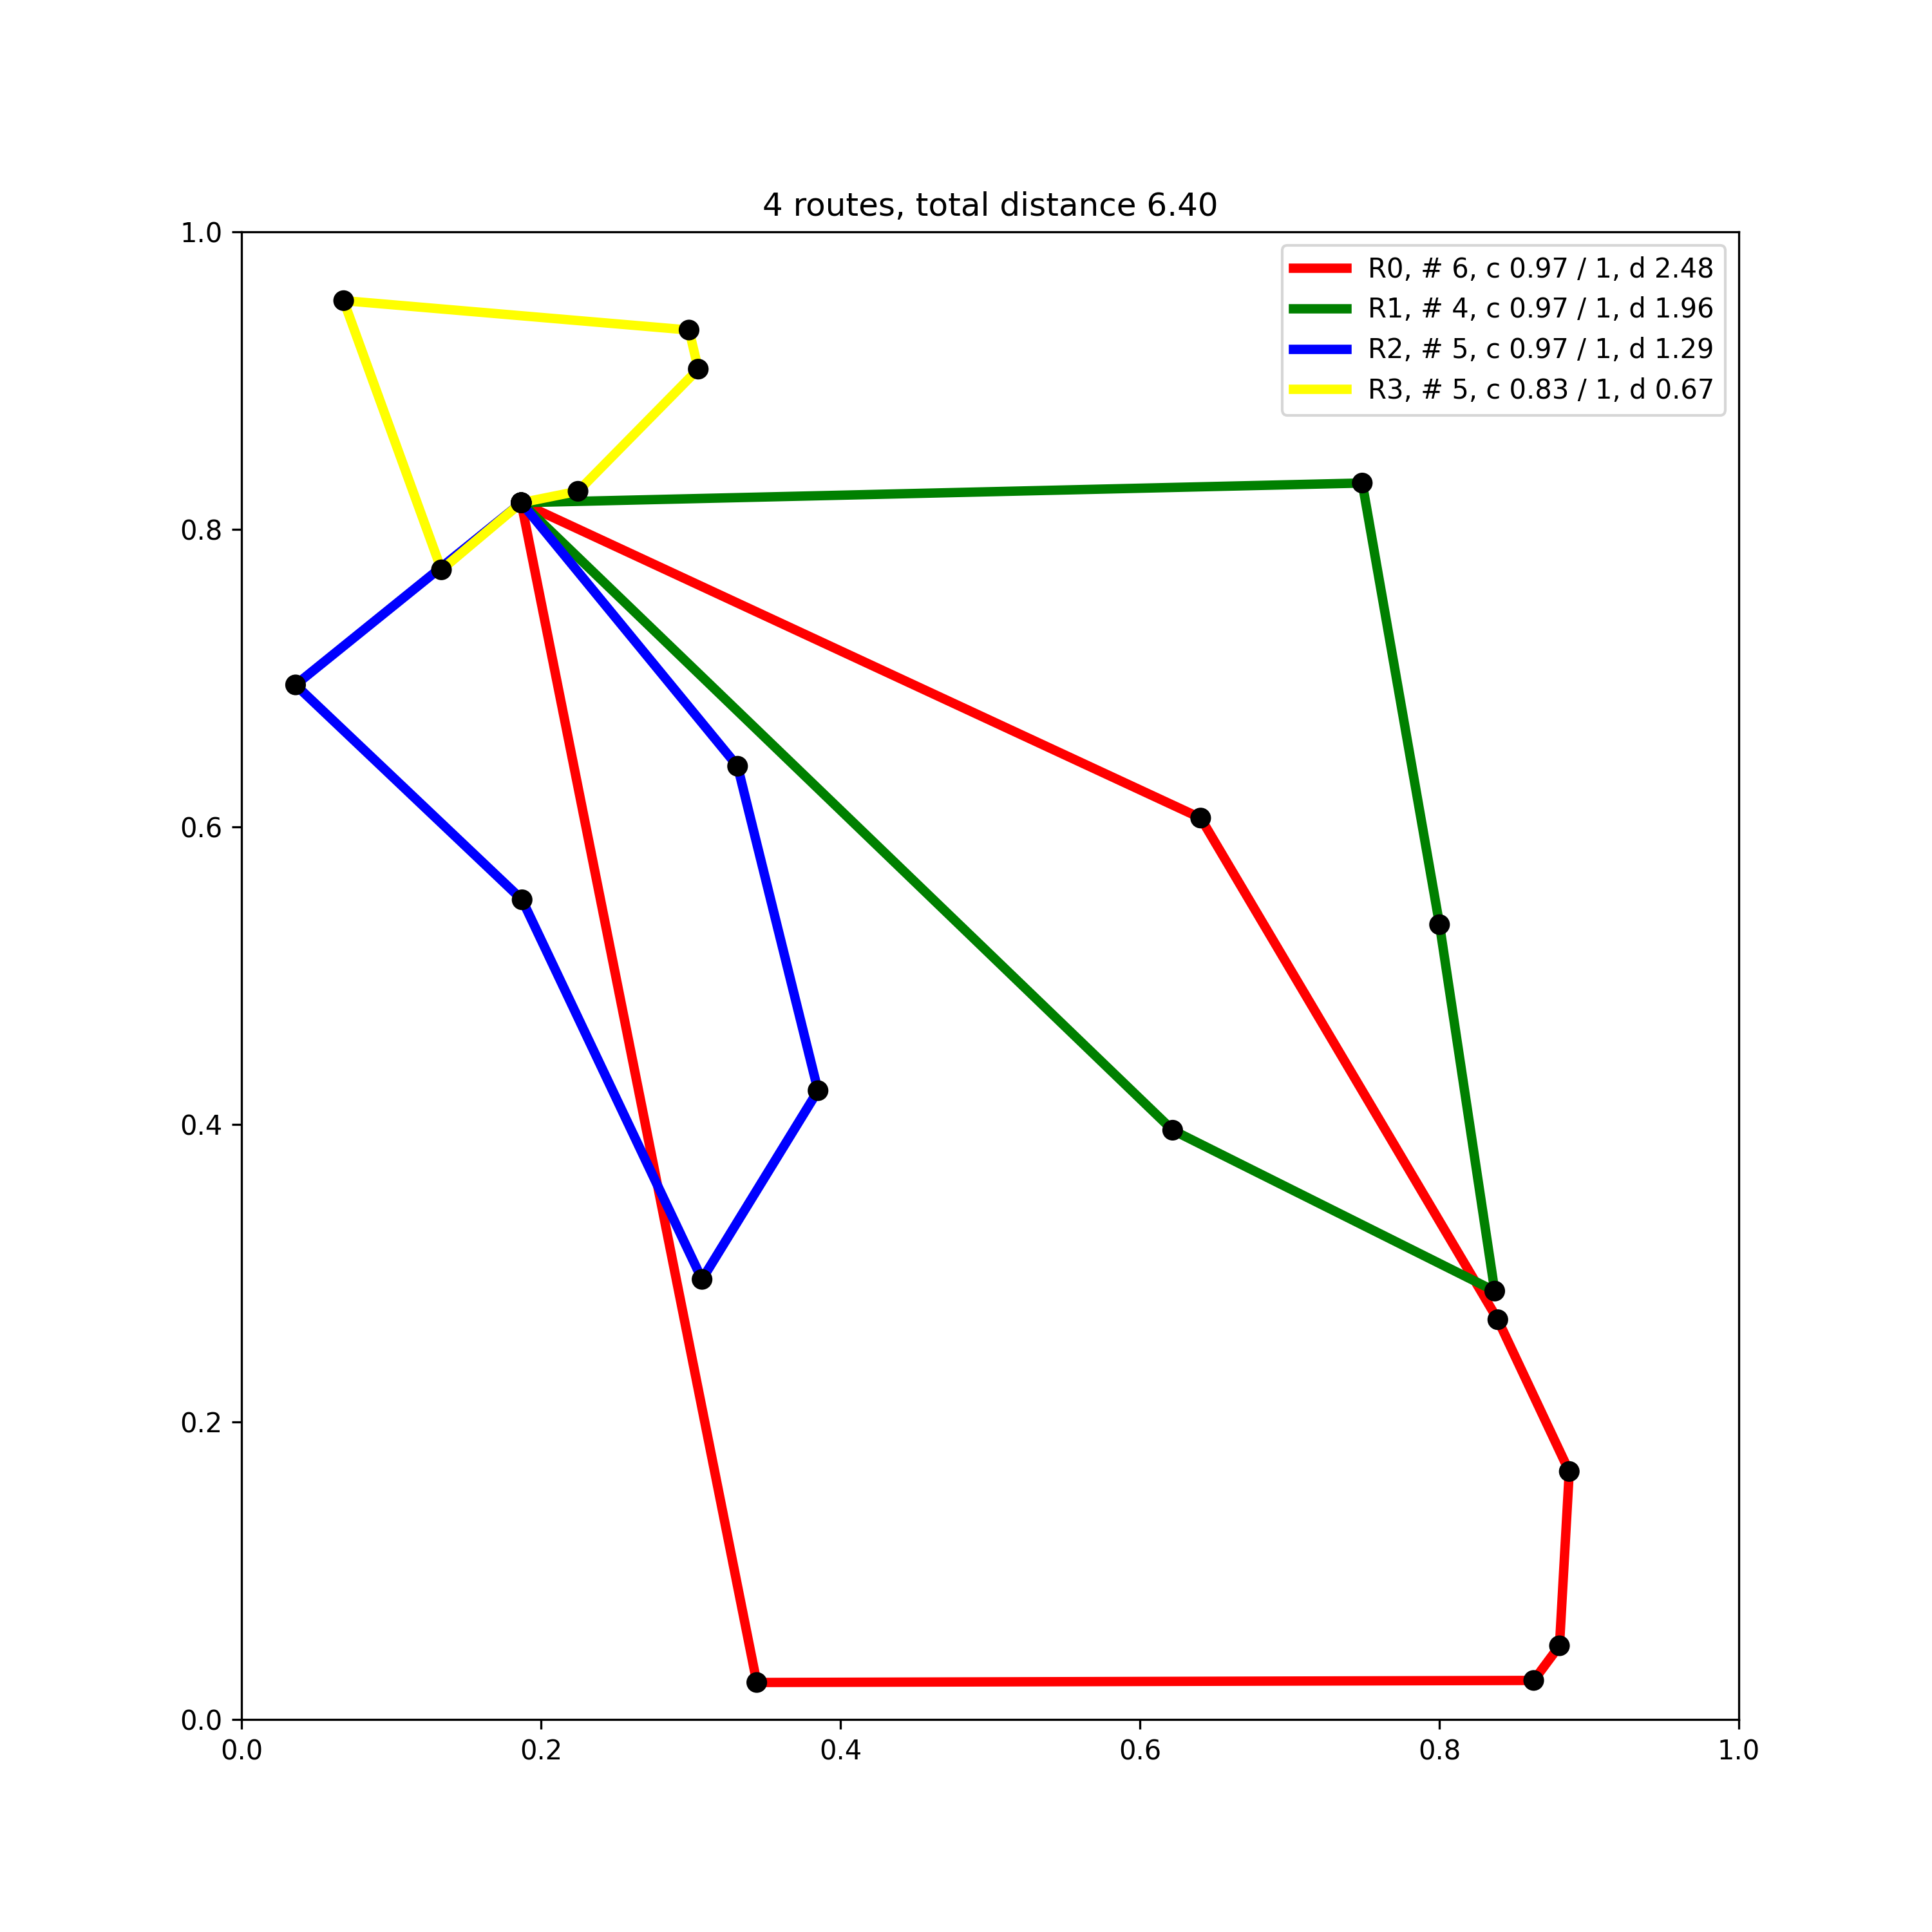 4 routes, total distance 6.40
R0, # 6, c 0.97 / 1, d 2.48
R1, # 4, c 0.97 / 1, d 1.96
R2, # 5, c 0.97 / 1, d 1.29
R3, # 5, c 0.83 / 1, d 0.67
1.0
0.8
0.6
0.4
0.2
0.0
0.0 0.2 0.4 0.6 0.8 1.0